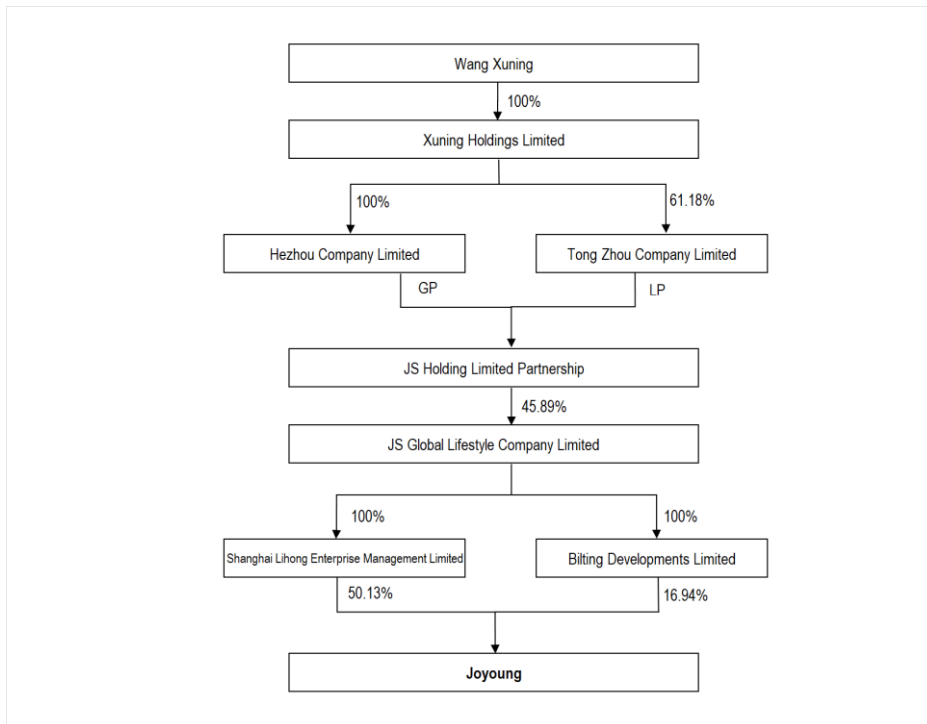 Wang Xuning
100%
Xuning Holdings Limited
100%
61.18%
Hezhou Company Limited
Tong Zhou Company Limited
GP
LP
JS Holding Limited Partnership
45.89%
JS Global Lifestyle Company Limited
100%
100%
Shanghai Lihong Enterprise Management Limited
Bilting Developments Limited
50.13%
16.94%
Joyoung